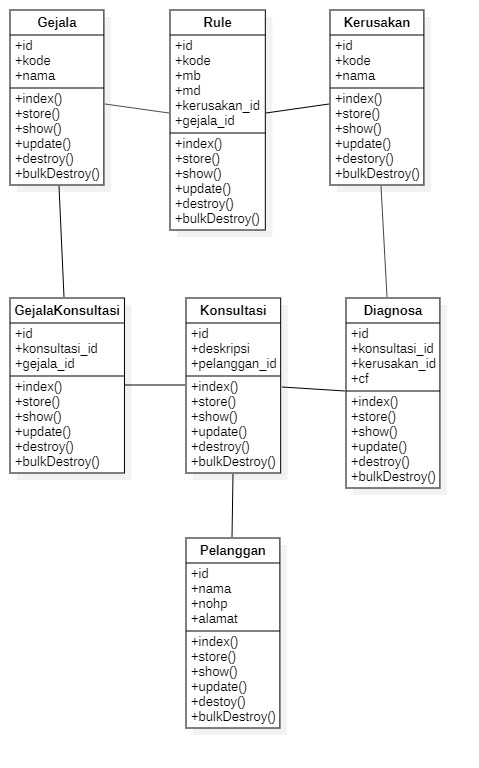 Gejala
+id
+kode
+nama
+index()
+store()
+show()
+update()
+destroy()
+bulkDestroy()
Rule
+id
+kode
+mb
+md
+kerusakan_id
+gejala_id
+index()
+store()
+show()
+update()
+destroy()
+bulkDestroy()
Kerusakan
+id
+kode
+nama
+index()
+store()
+show()
+update()
+destory()
+bulkDestroy()
GejalaKonsultasi
+id
+konsultasi_id
+gejala_id
+index()
+store()
+show()
+update()
+destroy()
+bulkDestroy()
Konsultasi
+id
+deskripsi
+pelanggan_id
+index()
+store()
+show()
+update()
+destroy()
+bulkDestroy()
Diagnosa
+id
+konsultasi_id
+kerusakan_id
+cf
+index()
+store()
+show()
+update()
+destroy()
+bulkDestroy()
Pelanggan
+id
+nama
+nohp
+alamat
+index()
+store()
+show()
+update()
+destoy()
+bulkDestroy()